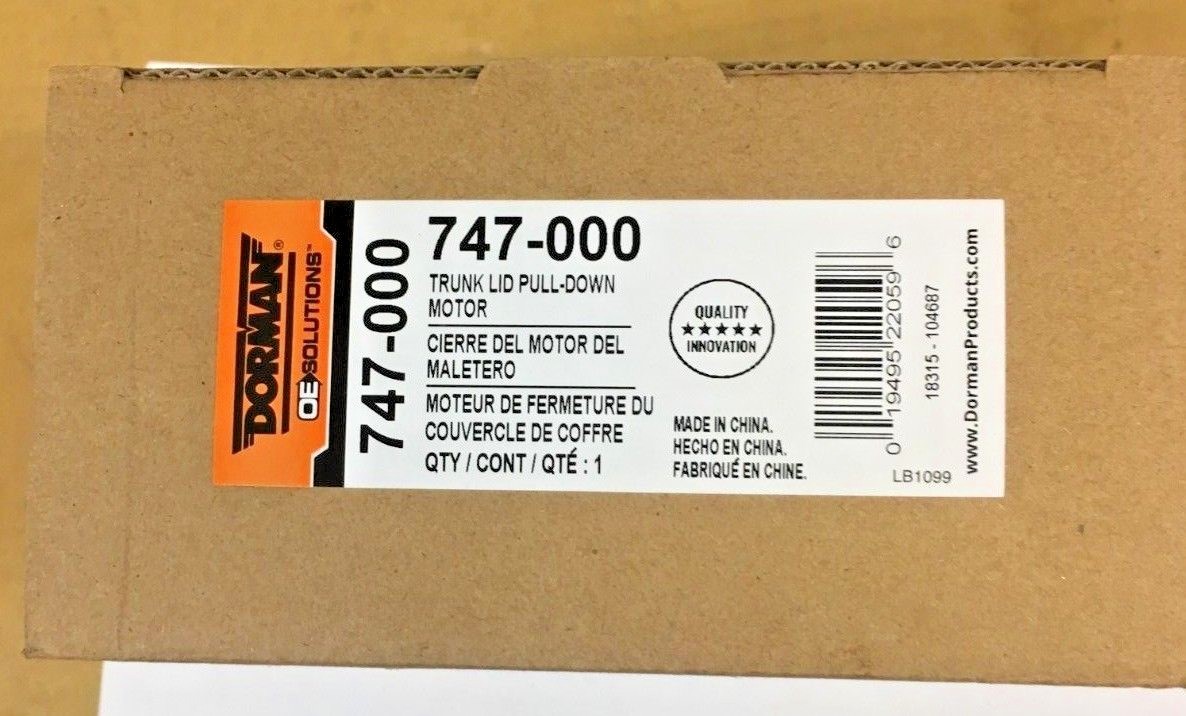 DORMAN®
OE SOLUTIONS™
747-000
747-000
TRUNK LID PULL-DOWN
MOTOR
CIERRE DEL MOTOR DEL
MALETERO
MOTEUR DE FERMETURE DU
COUVERCLE DE COFFRE
QTY / CONT / QTÉ : 1
QUALITY
★★★★★
INNOVATION
MADE IN CHINA.
HECHO EN CHINA.
FABRIQUÉ EN CHINE.
0 19495 22059 6
18315 - 104687
www.DormanProducts.com
LB1099